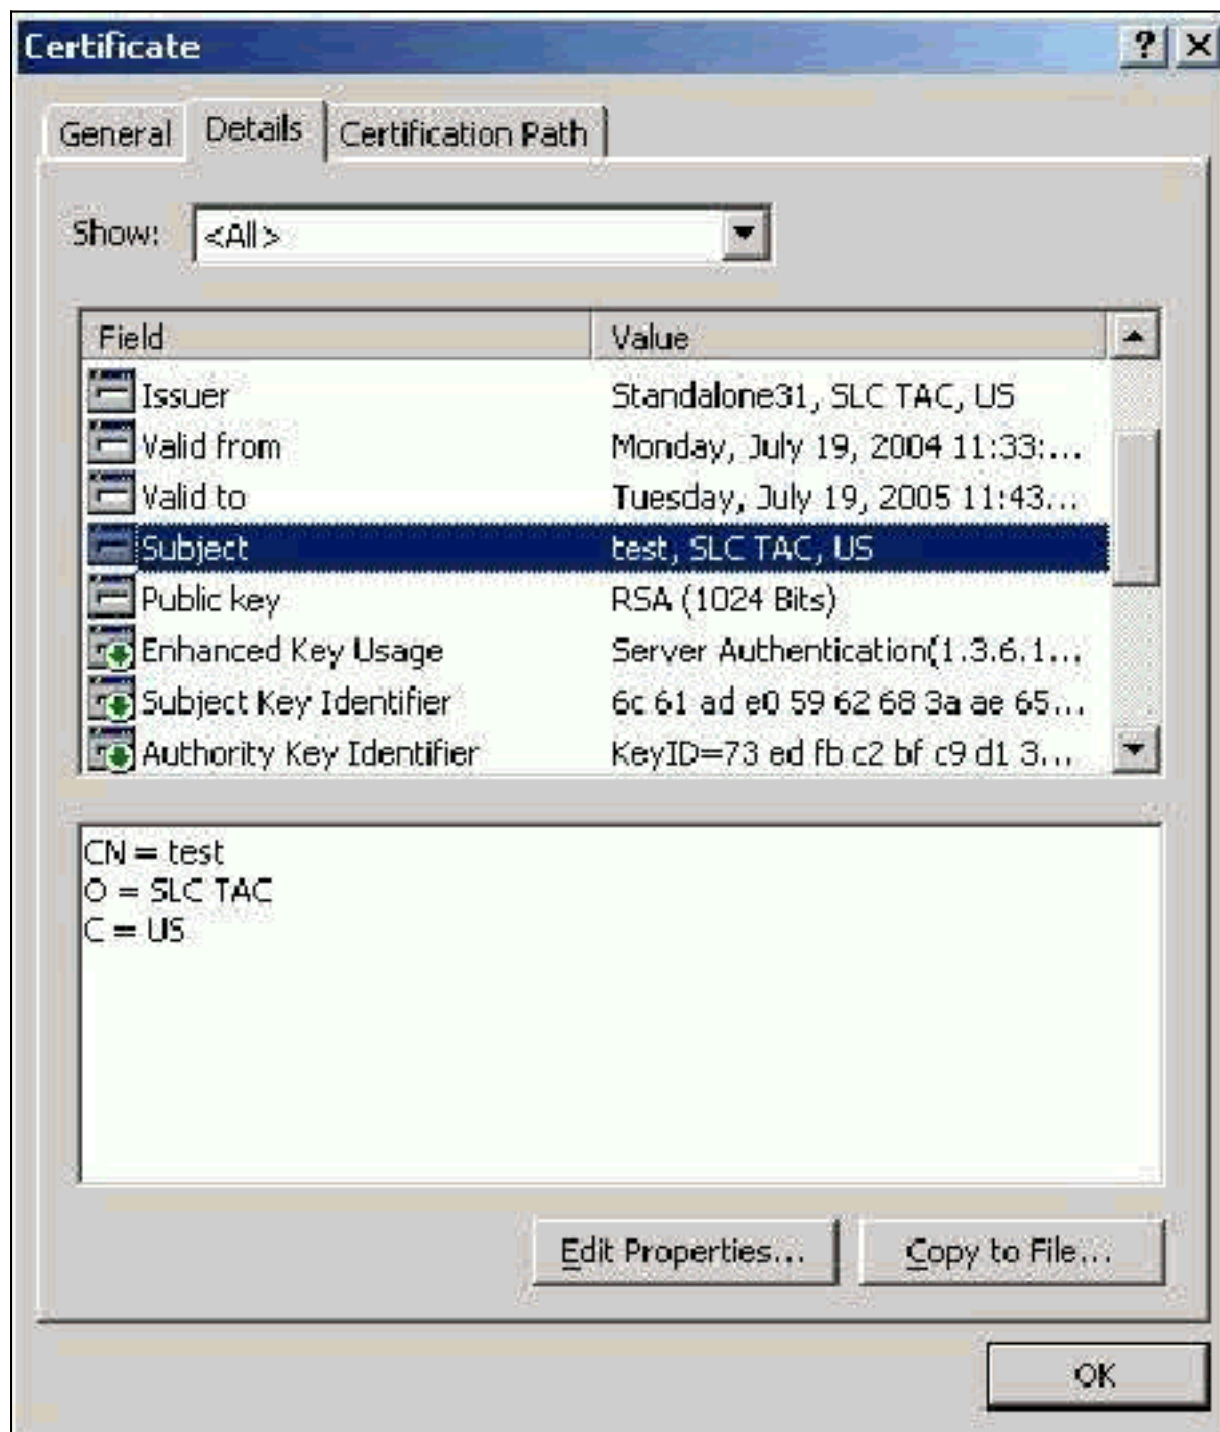 Certificate
General Details Certification Path
Show: <All>
Field Value
Issuer Standalone31, SLC TAC, US
Valid from Monday, July 19, 2004 11:33:...
Valid to Tuesday, July 19, 2005 11:43...
Subject test, SLC TAC, US
Public key RSA (1024 Bits)
Enhanced Key Usage Server Authentication(1.3.6.1...
Subject Key Identifier 6c 61 ad e0 59 62 68 3a ae 65...
Authority Key Identifier KeyID=73 ed fb c2 bf c9 d1 3...
CN = test
O = SLC TAC
C = US
Edit Properties... Copy to File...
OK